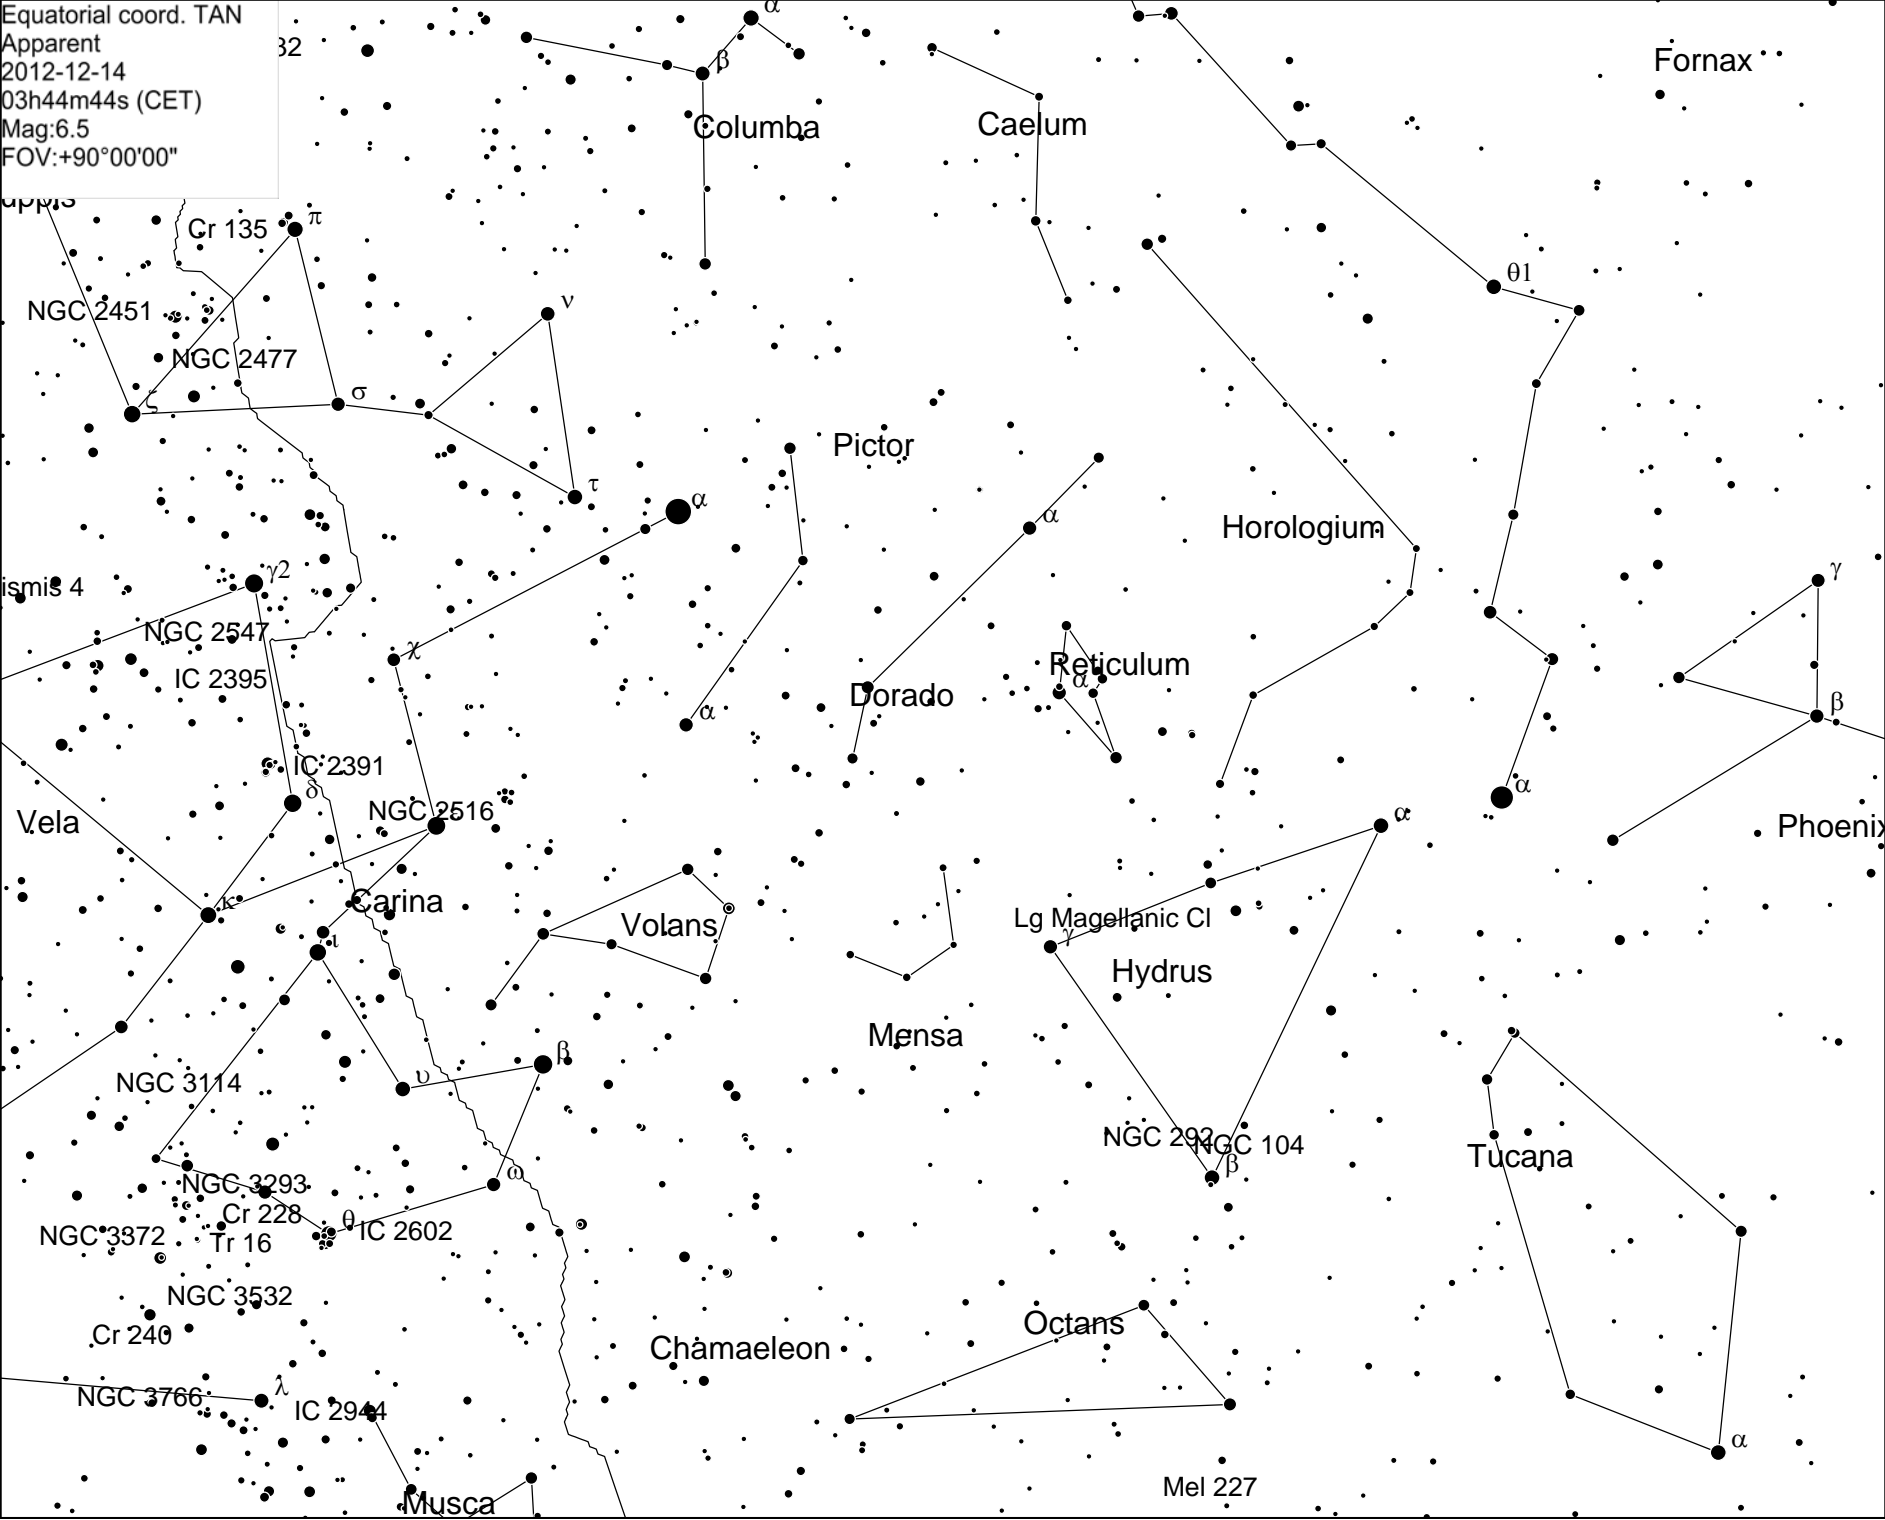 Equatorial coord. TAN
Apparent
2012-12-14
03h44m44s (CET)
Mag:6.5
FOV:+90°00'00"
32
α
β
Columba
Caelum
Fornax
Cr 135
π
θ1
NGC 2451
ν
NGC 2477
ζ
σ
Pictor
τ
α
α
Horologium
γ2
ismis 4
γ
NGC 2547
χ
Reticulum
α
IC 2395
Dorado
α
β
IC 2391
δ
α
NGC 2516
ε
α
Vela
Phoenix
κ
Carina
Volans
Lg Magellanic Cl
γ
ι
Hydrus
Mensa
β
υ
NGC 3114
NGC 292
NGC 104
β
Tucana
ω
NGC 3293
Cr 228
θ
IC 2602
NGC 3372
Tr 16
NGC 3532
Cr 240
Octans
Chamaeleon
λ
NGC 3766
IC 2944
α
Mel 227
Musca